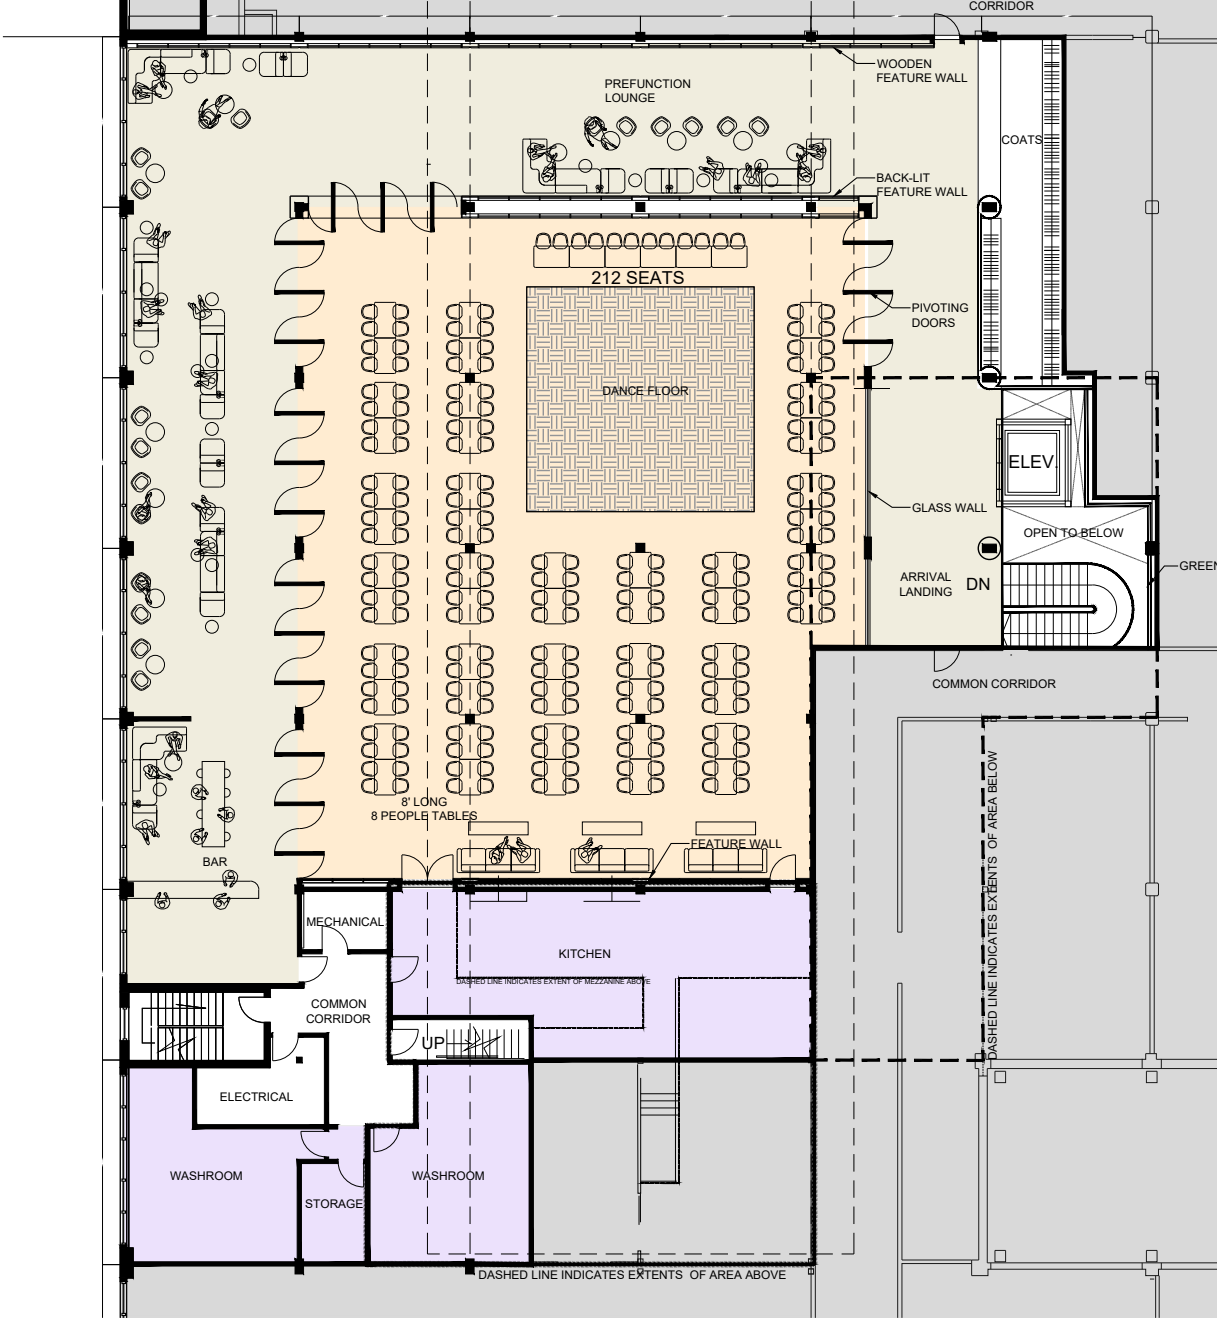 CORRIDOR
WOODEN
FEATURE WALL
PREFUNCTION
LOUNGE
COATS
BACK-LIT
FEATURE WALL
212 SEATS
PIVOTING
DOORS
DANCE FLOOR
ELEV.
GLASS WALL
OPEN TO BELOW
GREEN
ARRIVAL
LANDING
DN
COMMON CORRIDOR
DASHED LINE INDICATES EXTENTS OF AREA BELOW
8' LONG
8 PEOPLE TABLES
FEATURE WALL
BAR
MECHANICAL
KITCHEN
DASHED LINE INDICATES EXTENT OF MEZZANINE ABOVE
COMMON
CORRIDOR
UP
ELECTRICAL
WASHROOM
WASHROOM
STORAGE
DASHED LINE INDICATES EXTENTS OF AREA ABOVE